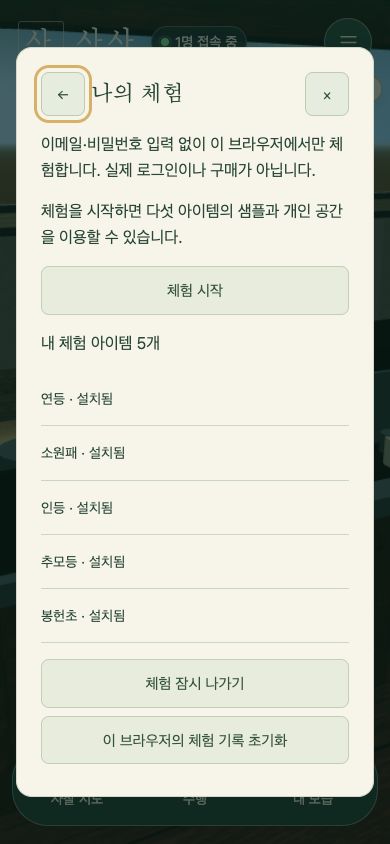 사 사사
1명 접속 중
←
나의 체험
×
이메일·비밀번호 입력 없이 이 브라우저에서만 체
험합니다. 실제 로그인이나 구매가 아닙니다.
체험을 시작하면 다섯 아이템의 샘플과 개인 공간
을 이용할 수 있습니다.
체험 시작
내 체험 아이템 5개
연등 · 설치됨
소원패 · 설치됨
인등 · 설치됨
추모등 · 설치됨
봉헌초 · 설치됨
체험 잠시 나가기
이 브라우저의 체험 기록 초기화
사찰 지도 수행 내 모습